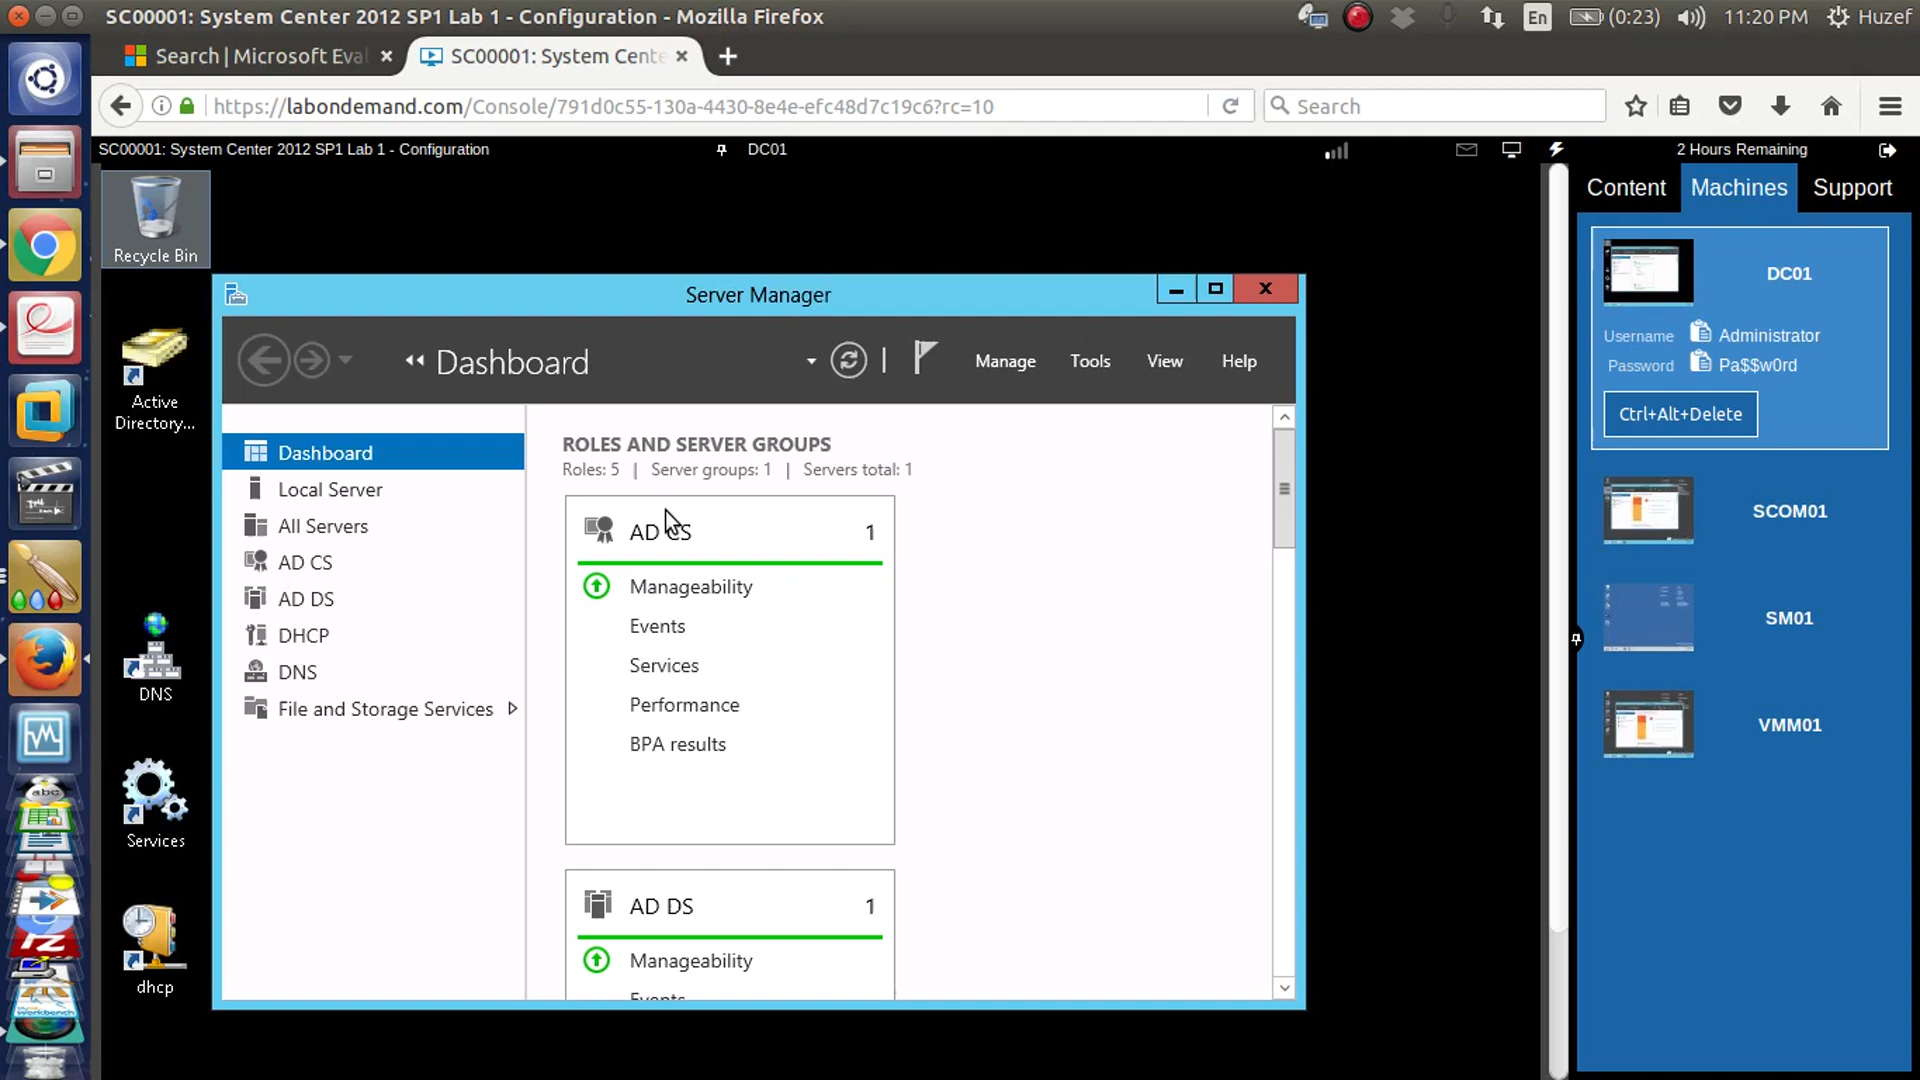 SC00001: System Center 2012 SP1 Lab 1 - Configuration - Mozilla Firefox
En
(0:23)
11:20 PM
Huzef
Search | Microsoft Eval
SC00001: System Cente
https://labondemand.com/Console/791d0c55-130a-4430-8e4e-efc48d7c19c6?rc=10
Search
SC00001: System Center 2012 SP1 Lab 1 - Configuration
DC01
2 Hours Remaining
Content
Machines
Support
Recycle Bin
Active
Directory...
DNS
Services
dhcp
Server Manager
Dashboard
Manage
Tools
View
Help
Dashboard
Local Server
All Servers
AD CS
AD DS
DHCP
DNS
File and Storage Services
ROLES AND SERVER GROUPS
Roles: 5 | Server groups: 1 | Servers total: 1
AD CS 1
Manageability
Events
Services
Performance
BPA results
AD DS 1
Manageability
Events
DC01
Username Administrator
Password Pa$$w0rd
Ctrl+Alt+Delete
SCOM01
SM01
VMM01